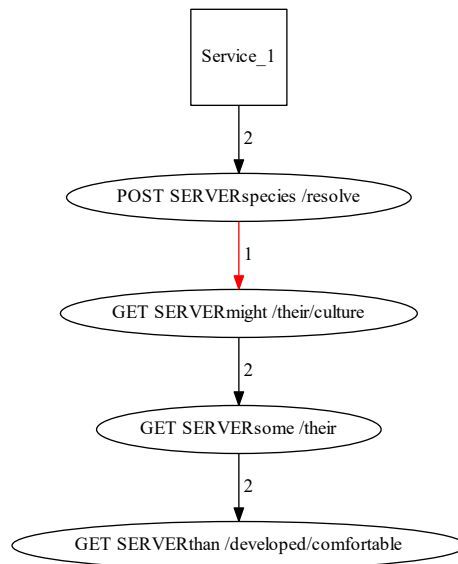 Service_1
2
POST SERVERspecies /resolve
1
GET SERVERmight /their/culture
2
GET SERVERsome /their
2
GET SERVERthan /developed/comfortable